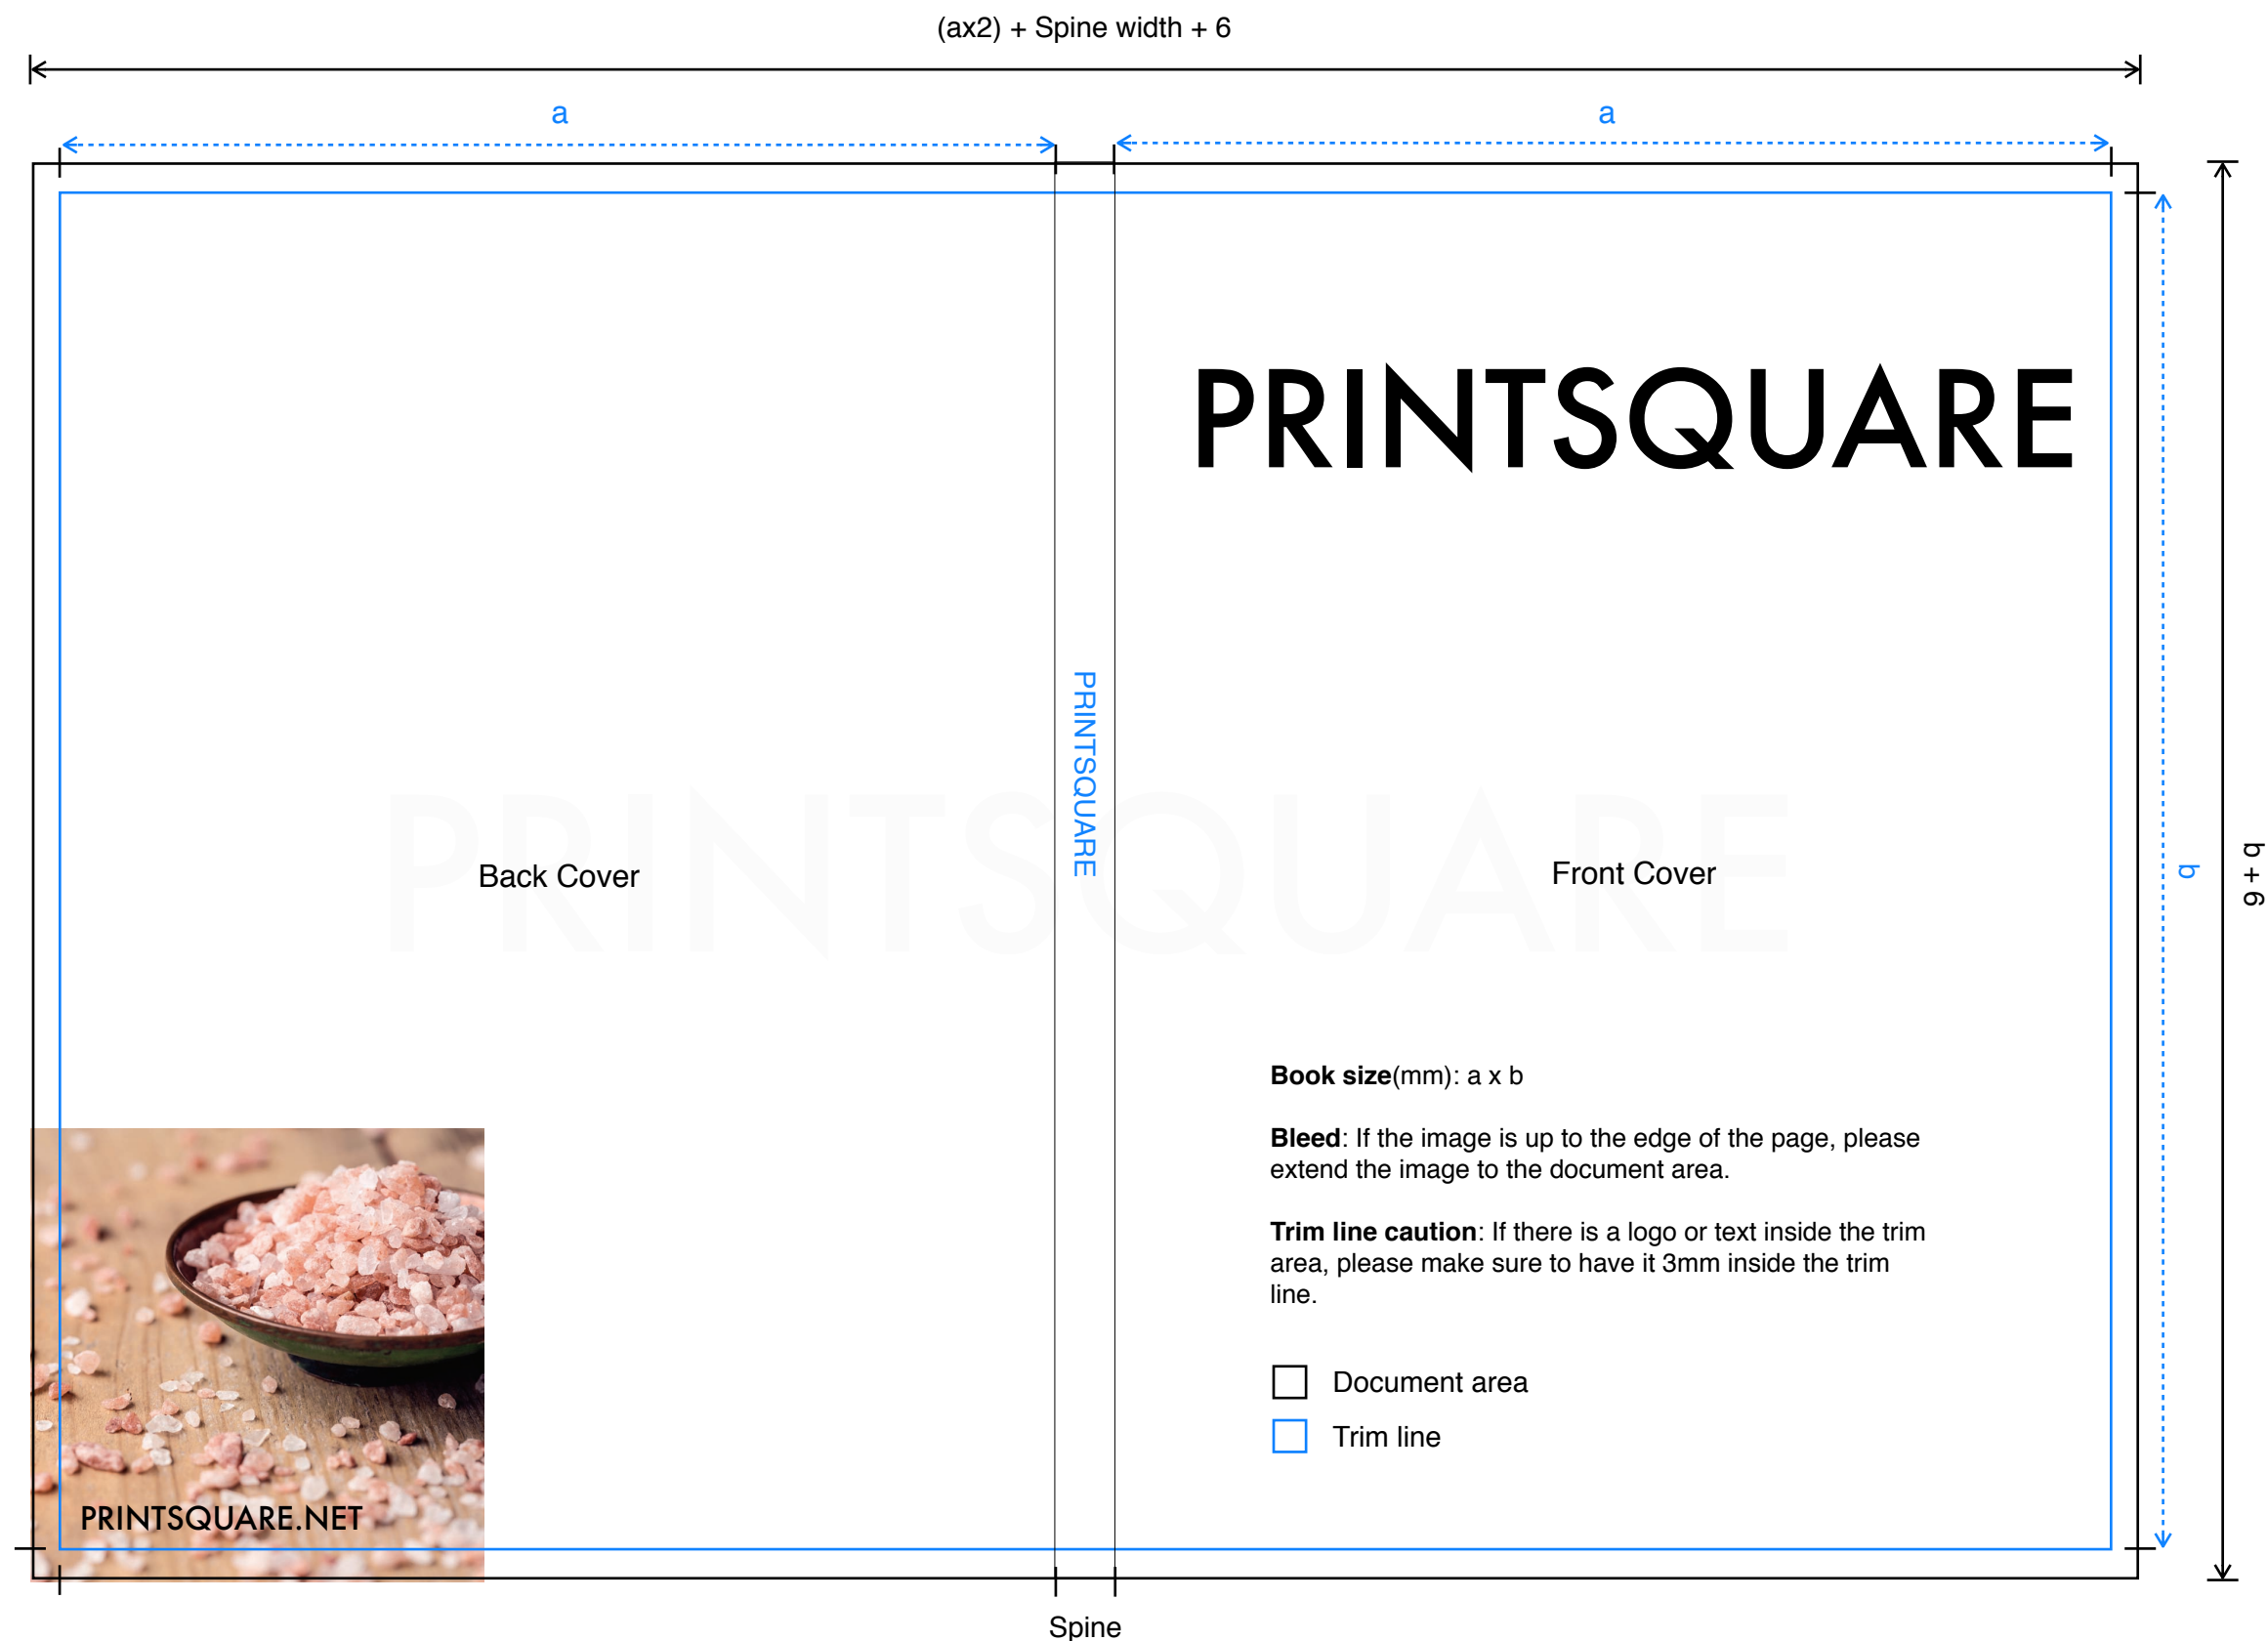 (ax2) + Spine width + 6
a
a
PRINTSQUARE
PRINTSQUARE
PRINTSQUARE
Back Cover
Front Cover
b
b + 6
Book size(mm): a x b
Bleed: If the image is up to the edge of the page, please
extend the image to the document area.
Trim line caution: If there is a logo or text inside the trim
area, please make sure to have it 3mm inside the trim
line.
Document area
Trim line
PRINTSQUARE.NET
Spine